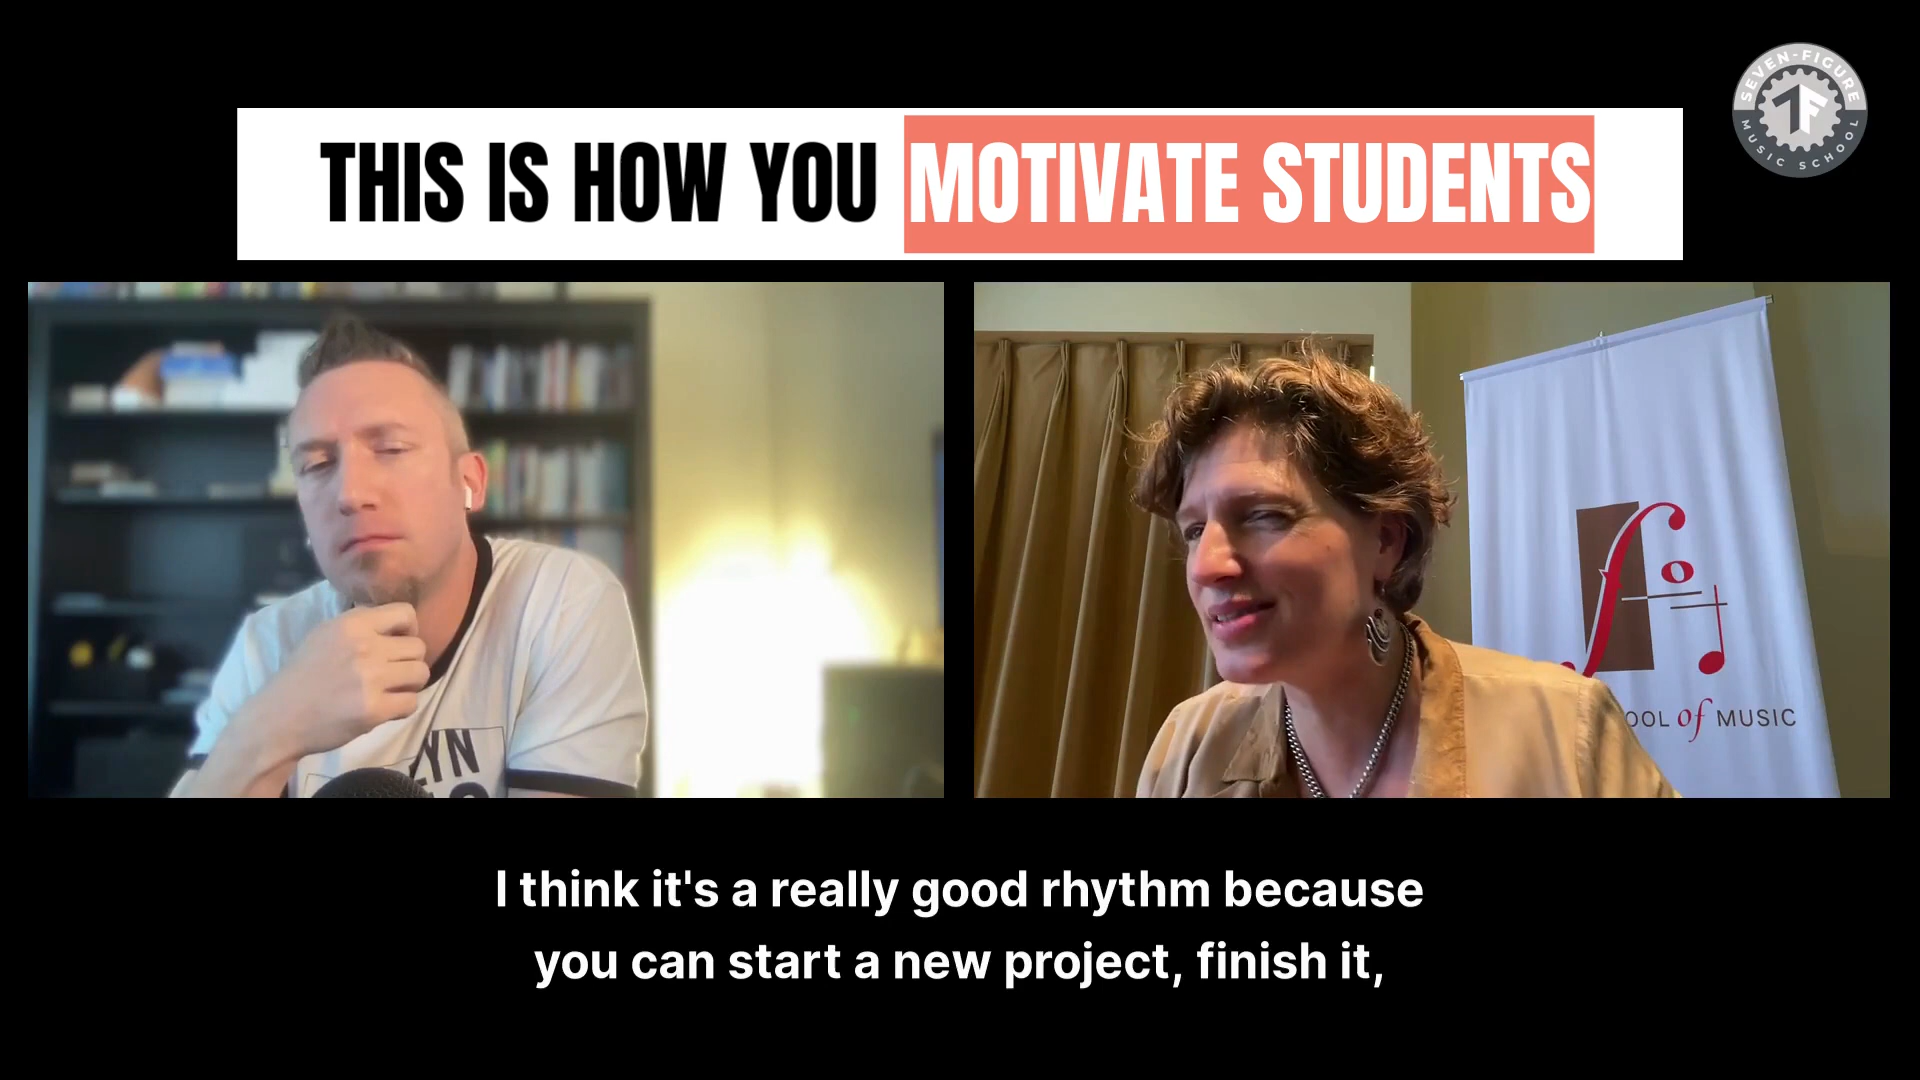 SEVEN-FIGURE
MUSIC SCHOOL
THIS IS HOW YOU MOTIVATE STUDENTS
of MUSIC
I think it's a really good rhythm because
you can start a new project, finish it,